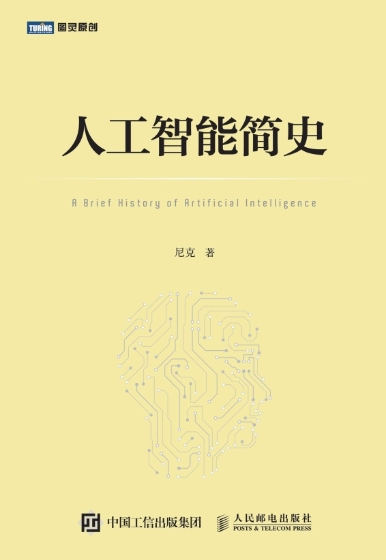 TURING 图灵原创
人工智能简史
A Brief History of Artificial Intelligence
尼克 著
中国工信出版集团 人民邮电出版社
POSTS & TELECOM PRESS